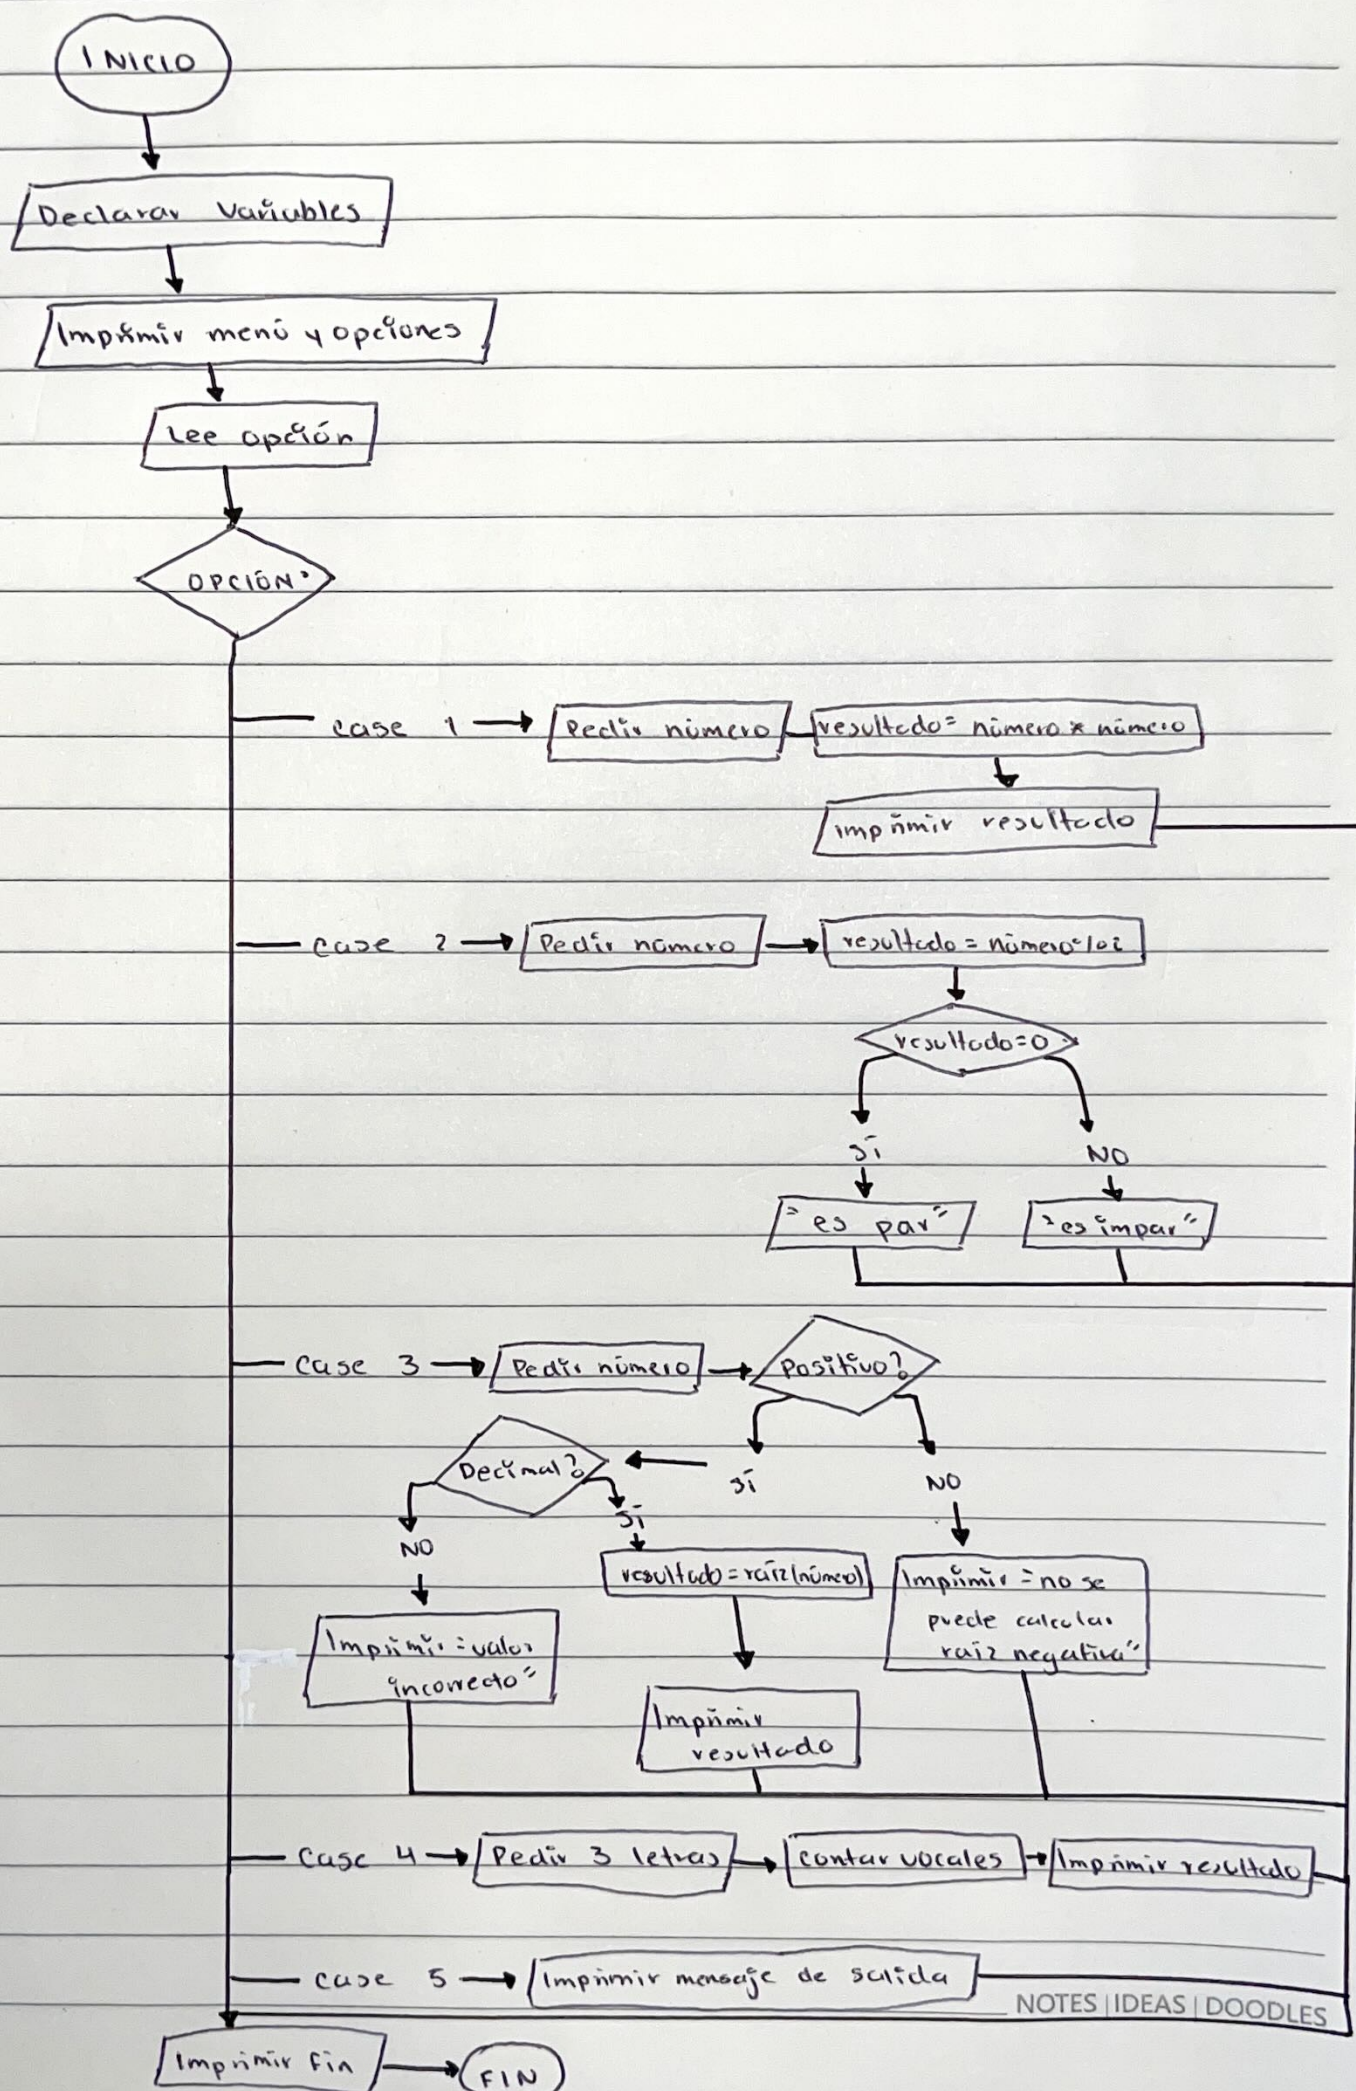 INICIO
Declarar variables
Imprimir menú y opciones
Lee opción
OPCIÓN?
case 1
Pedir número
resultado = número * número
imprimir resultado
case 2
Pedir número
resultado = número % 2
resultado = 0
SÍ
NO
"es par"
"es impar"
case 3
Pedir número
Positivo?
Decimal?
SÍ
NO
SÍ
NO
resultado = raíz(número)
Imprimir "no se
puede calcular
raíz negativa"
Imprimir "valor
incorrecto"
Imprimir
resultado
case 4
Pedir 3 letras
contar vocales
Imprimir resultado
case 5
Imprimir mensaje de salida
NOTES | IDEAS | DOODLES
Imprimir fin
FIN